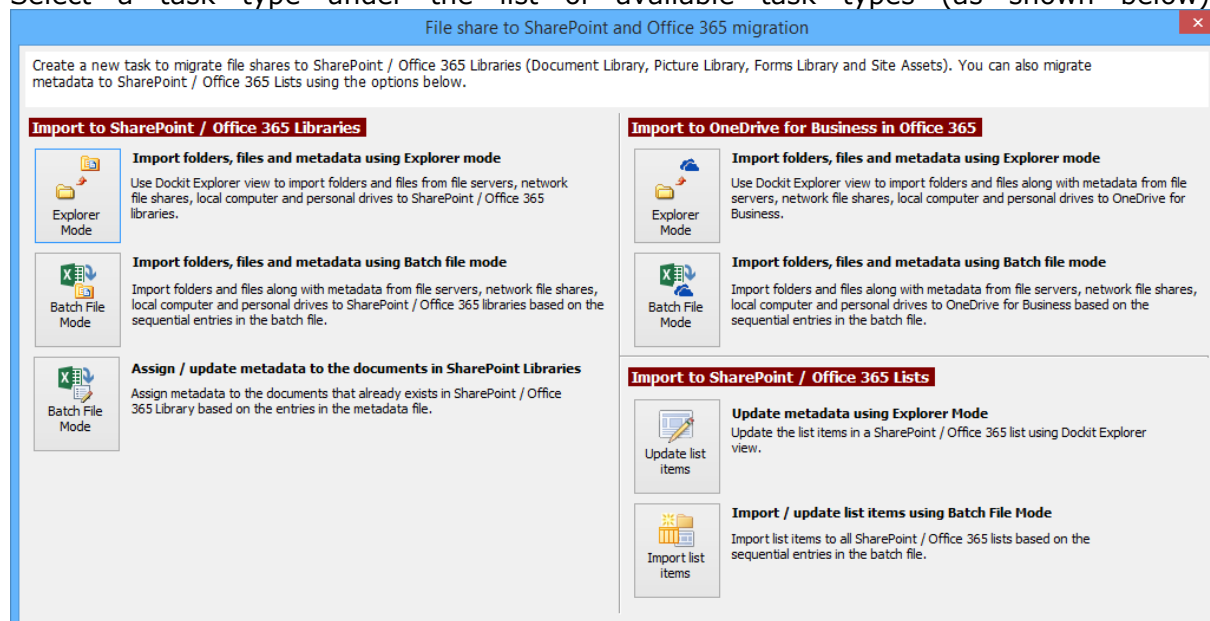 Select a task type under the list of available task types (as shown below)
File share to SharePoint and Office 365 migration
Create a new task to migrate file shares to SharePoint / Office 365 Libraries (Document Library, Picture Library, Forms Library and Site Assets). You can also migrate
metadata to SharePoint / Office 365 Lists using the options below.
Import to SharePoint / Office 365 Libraries
Explorer
Mode
Import folders, files and metadata using Explorer mode
Use Dockit Explorer view to import folders and files from file servers, network
file shares, local computer and personal drives to SharePoint / Office 365
libraries.
Batch File
Mode
Import folders, files and metadata using Batch file mode
Import folders and files along with metadata from file servers, network file shares,
local computer and personal drives to SharePoint / Office 365 libraries based on the
sequential entries in the batch file.
Batch File
Mode
Assign / update metadata to the documents in SharePoint Libraries
Assign metadata to the documents that already exists in SharePoint / Office
365 Library based on the entries in the metadata file.
Import to OneDrive for Business in Office 365
Explorer
Mode
Import folders, files and metadata using Explorer mode
Use Dockit Explorer view to import folders and files along with metadata from file
servers, network file shares, local computer and personal drives to OneDrive for
Business.
Batch File
Mode
Import folders, files and metadata using Batch file mode
Import folders and files along with metadata from file servers, network file shares,
local computer and personal drives to OneDrive for Business based on the
sequential entries in the batch file.
Import to SharePoint / Office 365 Lists
Update list
items
Update metadata using Explorer Mode
Update the list items in a SharePoint / Office 365 list using Dockit Explorer
view.
Import list
items
Import / update list items using Batch File Mode
Import list items to all SharePoint / Office 365 lists based on the
sequential entries in the batch file.